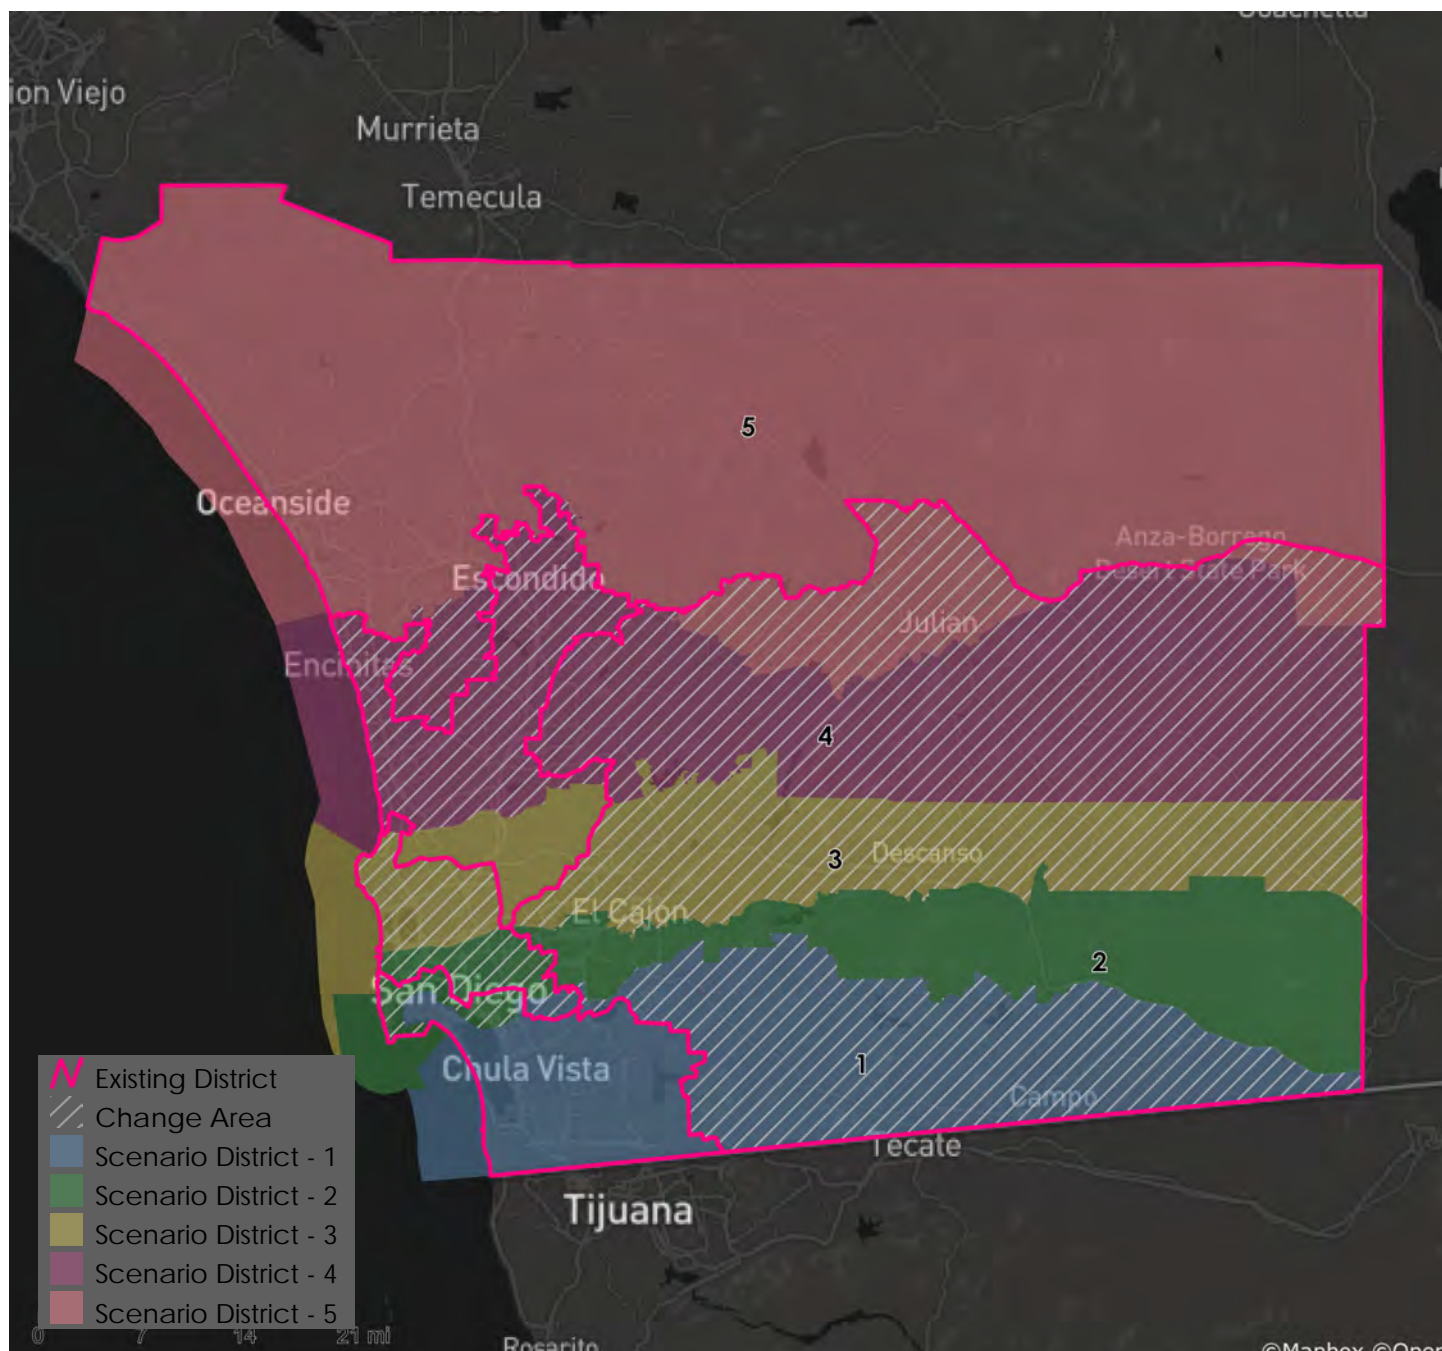 ion Viejo
Murrieta
Temecula
5
Oceanside
Anza-Borrego
Desert State Park
Escondido
Julian
Encinitas
4
3
Descanso
El Cajon
2
San Diego
1
Chula Vista
Campo
Tecate
Tijuana
Existing District
Change Area
Scenario District - 1
Scenario District - 2
Scenario District - 3
Scenario District - 4
Scenario District - 5
0 7 14 21 mi
Rosarito
©Mapbox ©Open